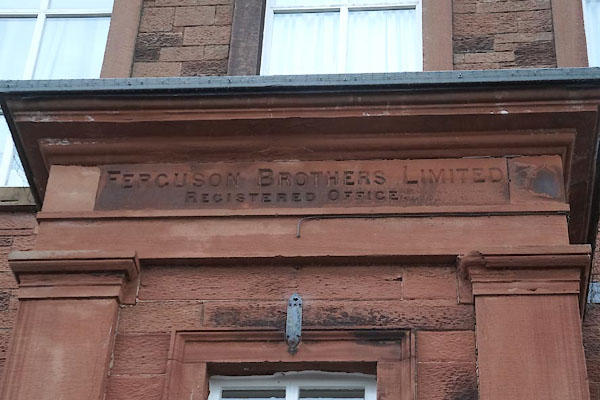 FERGUSON BROTHERS LIMITED
REGISTERED OFFICE